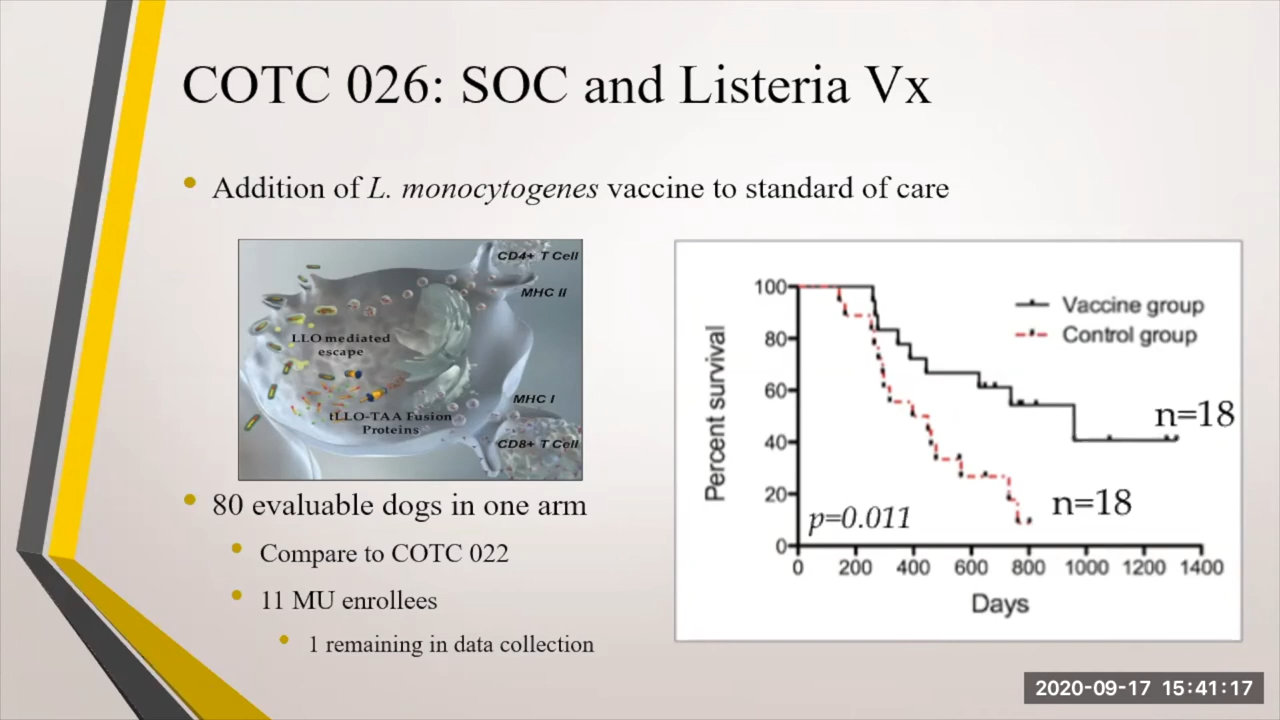 COTC 026: SOC and Listeria Vx
Addition of L. monocytogenes vaccine to standard of care
CD4+ T Cell
MHC II
LLO mediated
escape
MHC I
tLLO-TAA Fusion
Proteins
CD8+ T Cell
80 evaluable dogs in one arm
Compare to COTC 022
11 MU enrollees
1 remaining in data collection
Percent survival
100
80
60
40
20
0
Vaccine group
Control group
n=18
n=18
p=0.011
0 200 400 600 800 1000 1200 1400
Days
2020-09-17 15:41:17